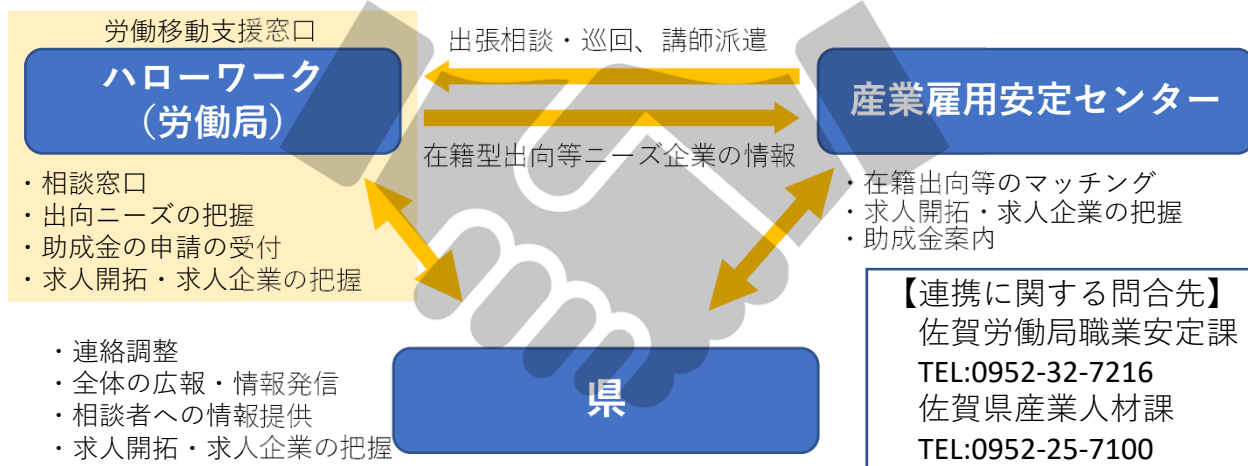 労働移動支援窓口
ハローワーク
（労働局）
出張相談・巡回、講師派遣
在籍型出向等ニーズ企業の情報
産業雇用安定センター
・相談窓口
・出向ニーズの把握
・助成金の申請の受付
・求人開拓・求人企業の把握
・在籍出向等のマッチング
・求人開拓・求人企業の把握
・助成金案内
・連絡調整
・全体の広報・情報発信
・相談者への情報提供
・求人開拓・求人企業の把握
県
【連携に関する問合先】
佐賀労働局職業安定課
TEL:0952-32-7216
佐賀県産業人材課
TEL:0952-25-7100